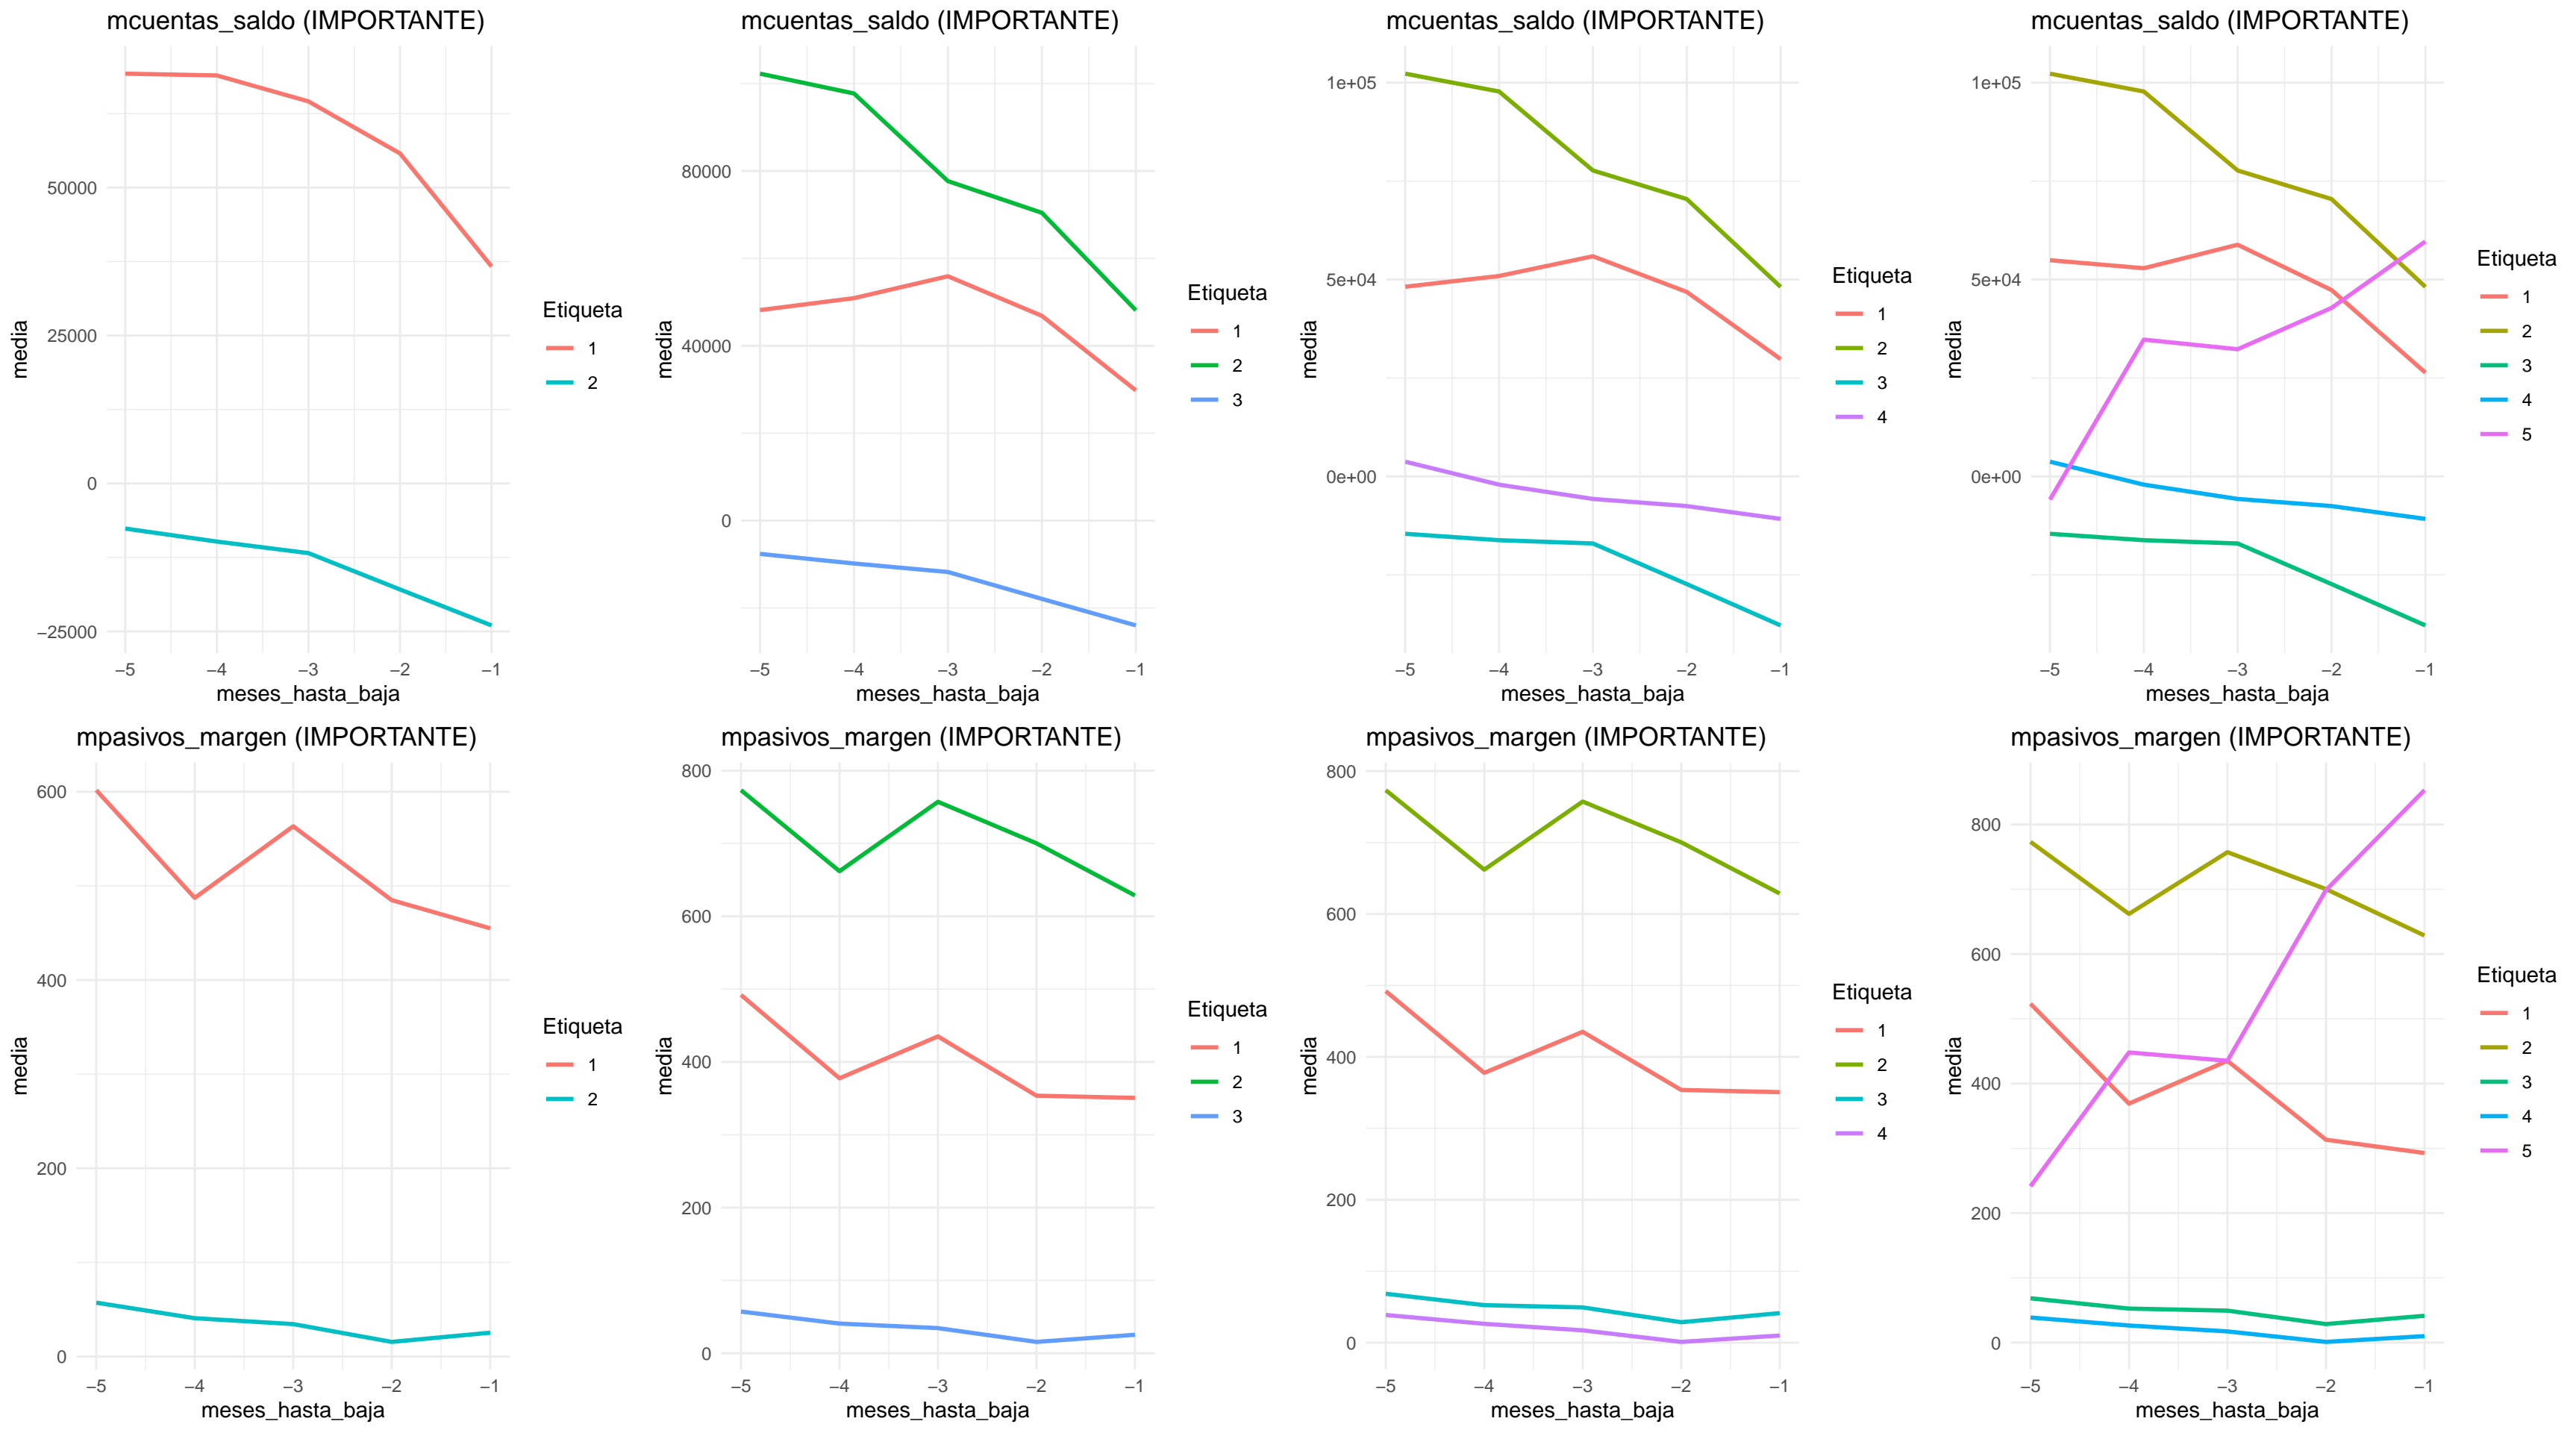 mcuentas_saldo (IMPORTANTE)
media
50000
25000
0
−25000
−5 −4 −3 −2 −1
meses_hasta_baja
Etiqueta
1
2
mcuentas_saldo (IMPORTANTE)
media
80000
40000
0
−5 −4 −3 −2 −1
meses_hasta_baja
Etiqueta
1
2
3
mcuentas_saldo (IMPORTANTE)
media
1e+05
5e+04
0e+00
−5 −4 −3 −2 −1
meses_hasta_baja
Etiqueta
1
2
3
4
mcuentas_saldo (IMPORTANTE)
media
1e+05
5e+04
0e+00
−5 −4 −3 −2 −1
meses_hasta_baja
Etiqueta
1
2
3
4
5
mpasivos_margen (IMPORTANTE)
media
600
400
200
0
−5 −4 −3 −2 −1
meses_hasta_baja
Etiqueta
1
2
mpasivos_margen (IMPORTANTE)
media
800
600
400
200
0
−5 −4 −3 −2 −1
meses_hasta_baja
Etiqueta
1
2
3
mpasivos_margen (IMPORTANTE)
media
800
600
400
200
0
−5 −4 −3 −2 −1
meses_hasta_baja
Etiqueta
1
2
3
4
mpasivos_margen (IMPORTANTE)
media
800
600
400
200
0
−5 −4 −3 −2 −1
meses_hasta_baja
Etiqueta
1
2
3
4
5